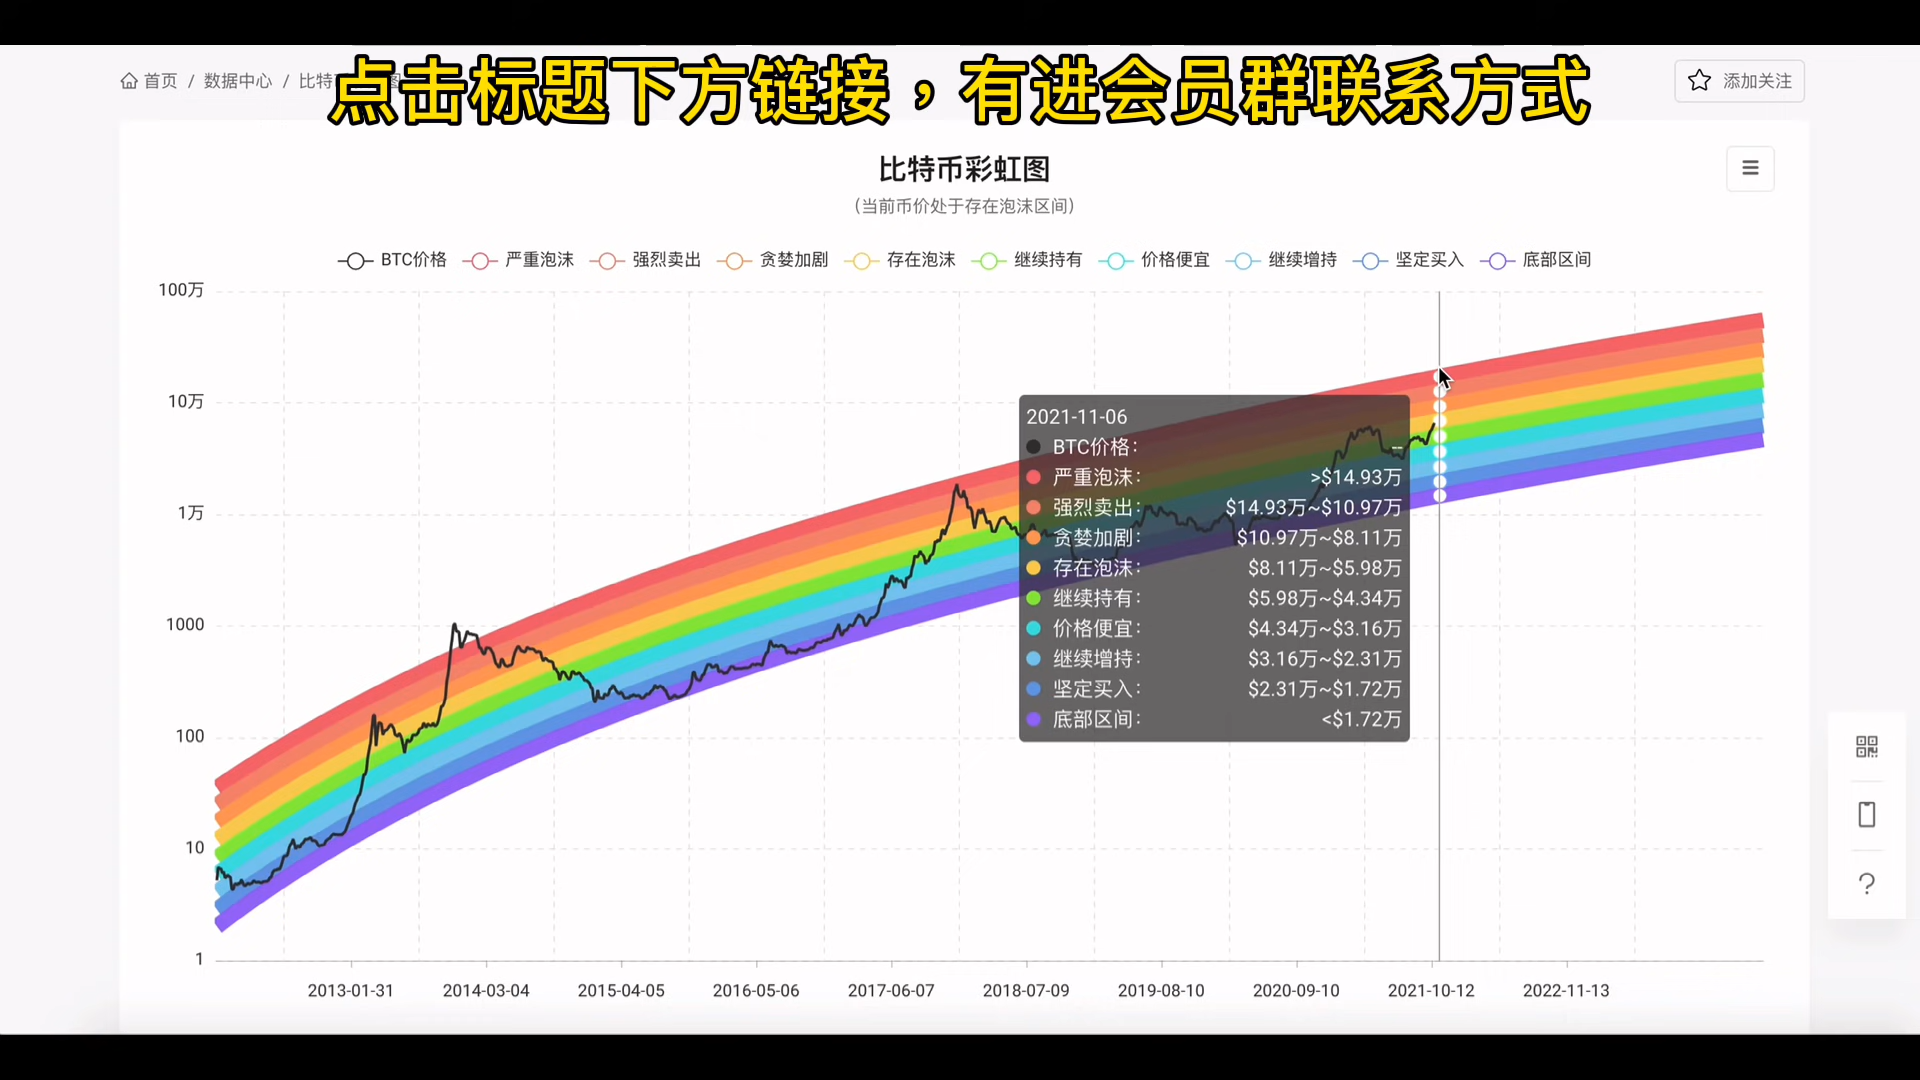 点击标题下方链接，有进会员群联系方式
首页 / 数据中心 / 比特
添加关注
比特币彩虹图
（当前币价处于存在泡沫区间）
BTC价格 严重泡沫 强烈卖出 贪婪加剧 存在泡沫 继续持有 价格便宜 继续增持 坚定买入 底部区间
100万
10万
1万
1000
100
10
1
2021-11-06
BTC价格： --
严重泡沫： >$14.93万
强烈卖出： $14.93万~$10.97万
贪婪加剧： $10.97万~$8.11万
存在泡沫： $8.11万~$5.98万
继续持有： $5.98万~$4.34万
价格便宜： $4.34万~$3.16万
继续增持： $3.16万~$2.31万
坚定买入： $2.31万~$1.72万
底部区间： <$1.72万
2013-01-31 2014-03-04 2015-04-05 2016-05-06 2017-06-07 2018-07-09 2019-08-10 2020-09-10 2021-10-12 2022-11-13